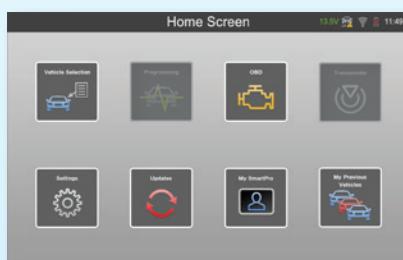 Home Screen
13.5V
11:49
Vehicle Selection
Programming
OBD
Transponder
Settings
Updates
My SmartPro
My Previous
Vehicles